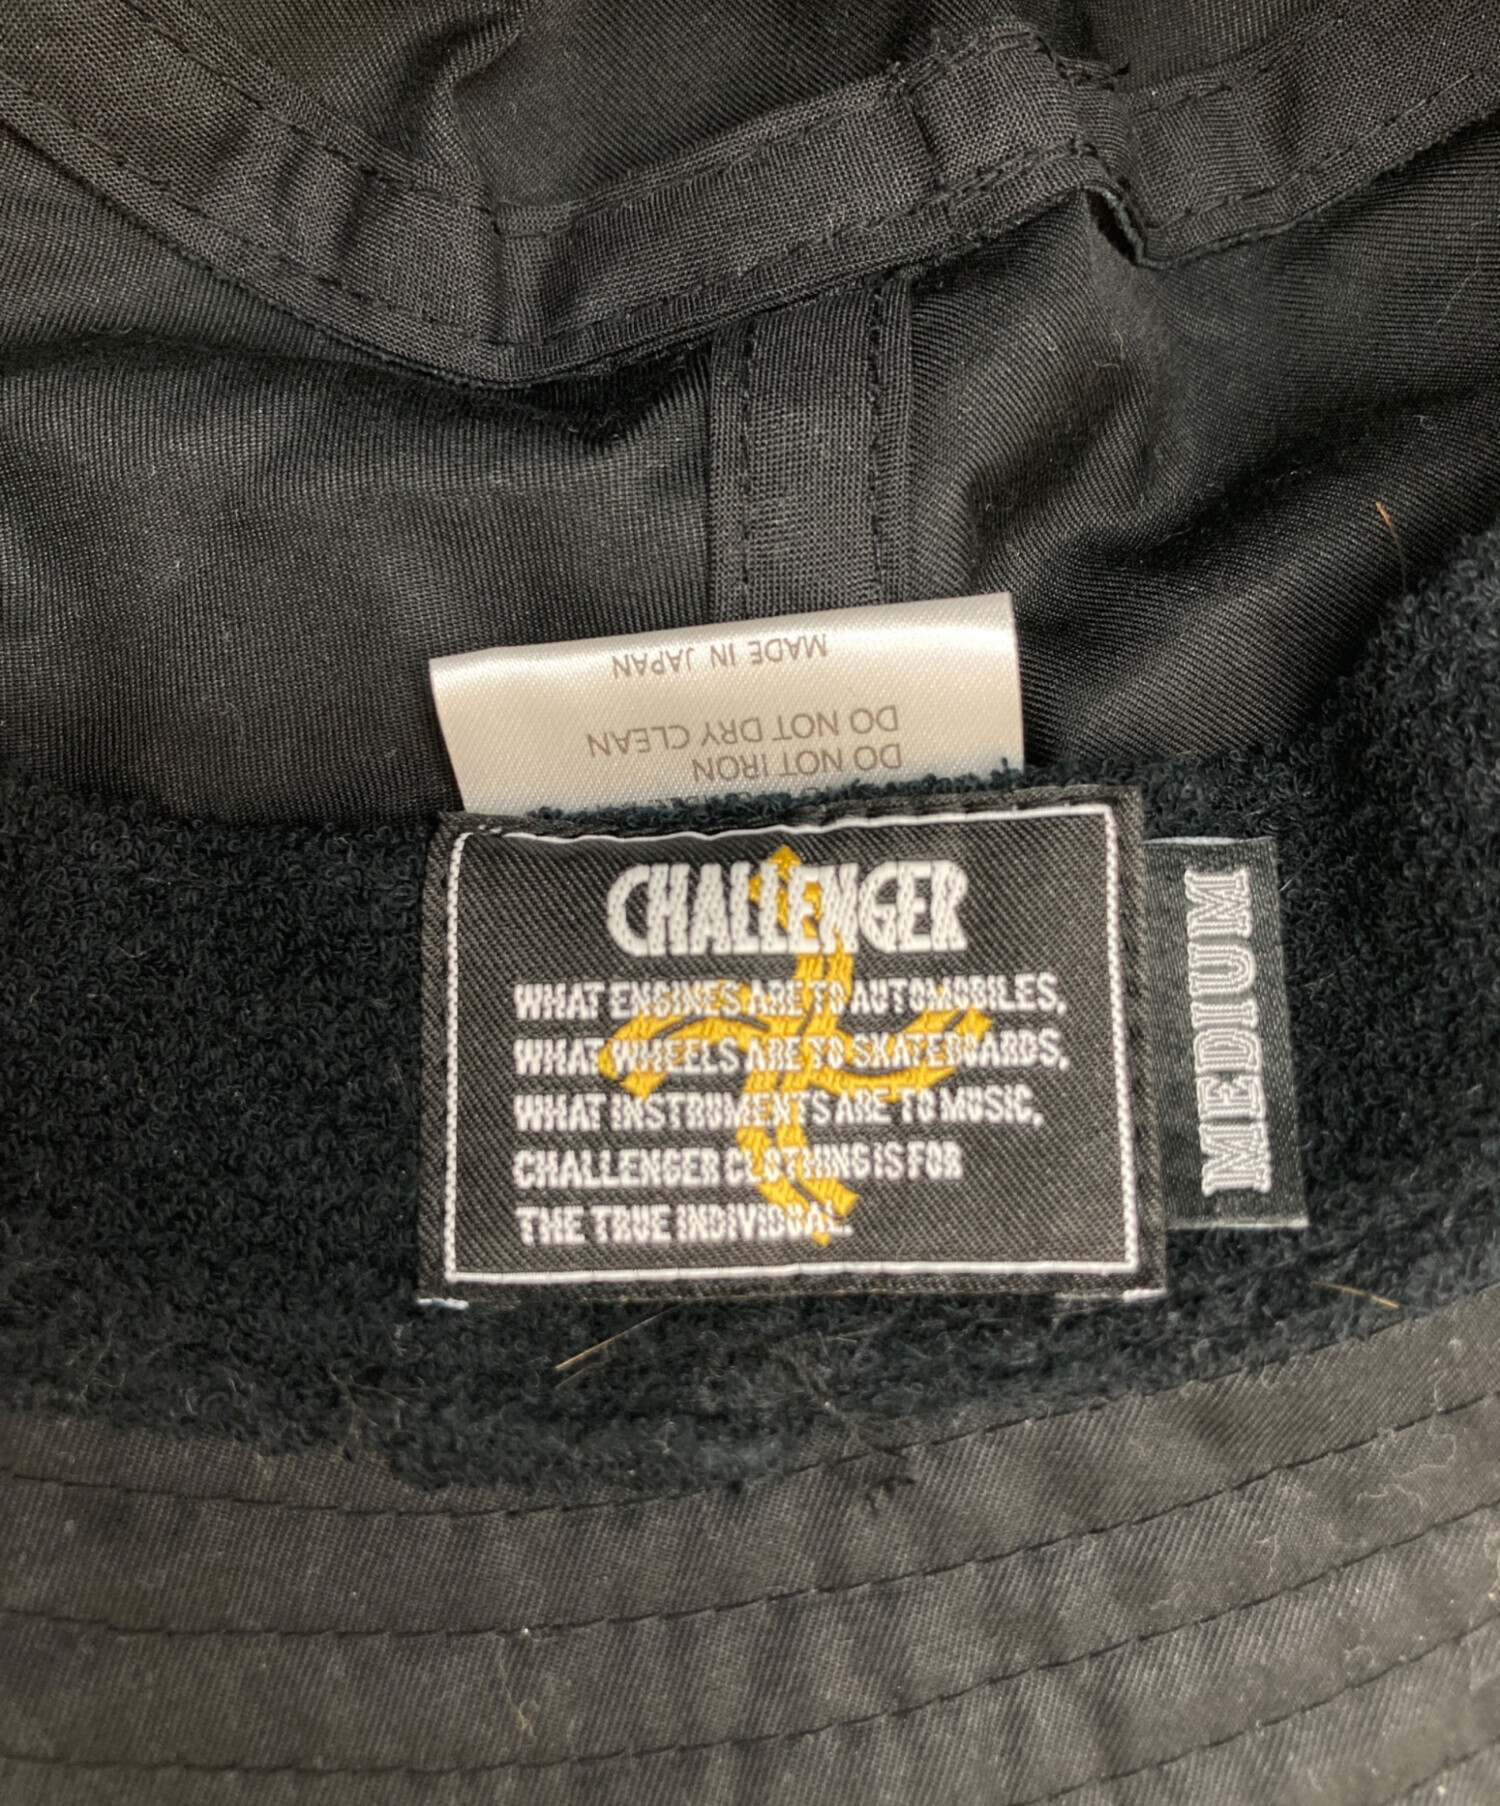 MADE IN JAPAN
DO NOT DRY CLEAN
DO NOT IRON
CHALLENGER
WHAT ENGINES ARE TO AUTOMOBILES,
WHAT WHEELS ARE TO SKATEBOARDS,
WHAT INSTRUMENTS ARE TO MUSIC,
CHALLENGER CLOTHING IS FOR
THE TRUE INDIVIDUAL.
MEDIUM